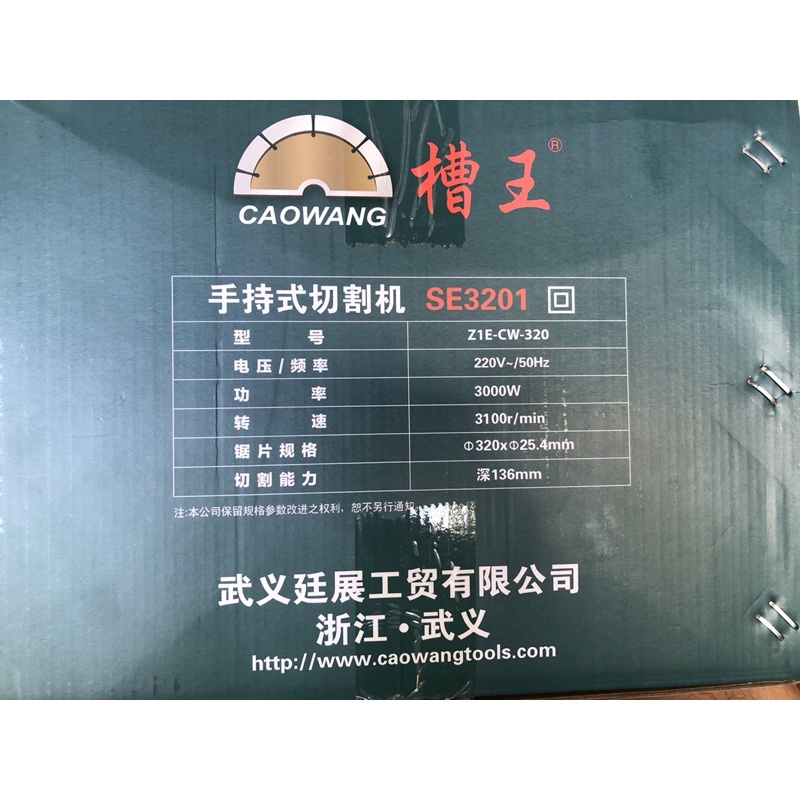 CAOWANG
槽王®
手持式切割机 SE3201
型号 Z1E-CW-320
电压/频率 220V~/50Hz
功率 3000W
转速 3100r/min
锯片规格 Φ320xΦ25.4mm
切割能力 深136mm
注:本公司保留规格参数改进之权利，恕不另行通知。
武义廷展工贸有限公司
浙江·武义
http://www.caowangtools.com